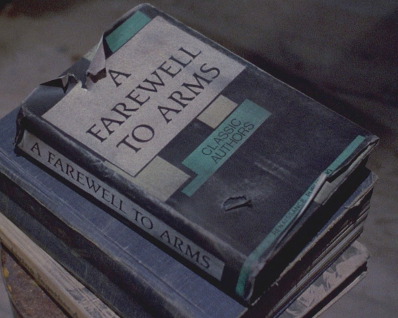 A
FAREWELL
TO ARMS
CLASSIC
AUTHORS
A FAREWELL TO ARMS